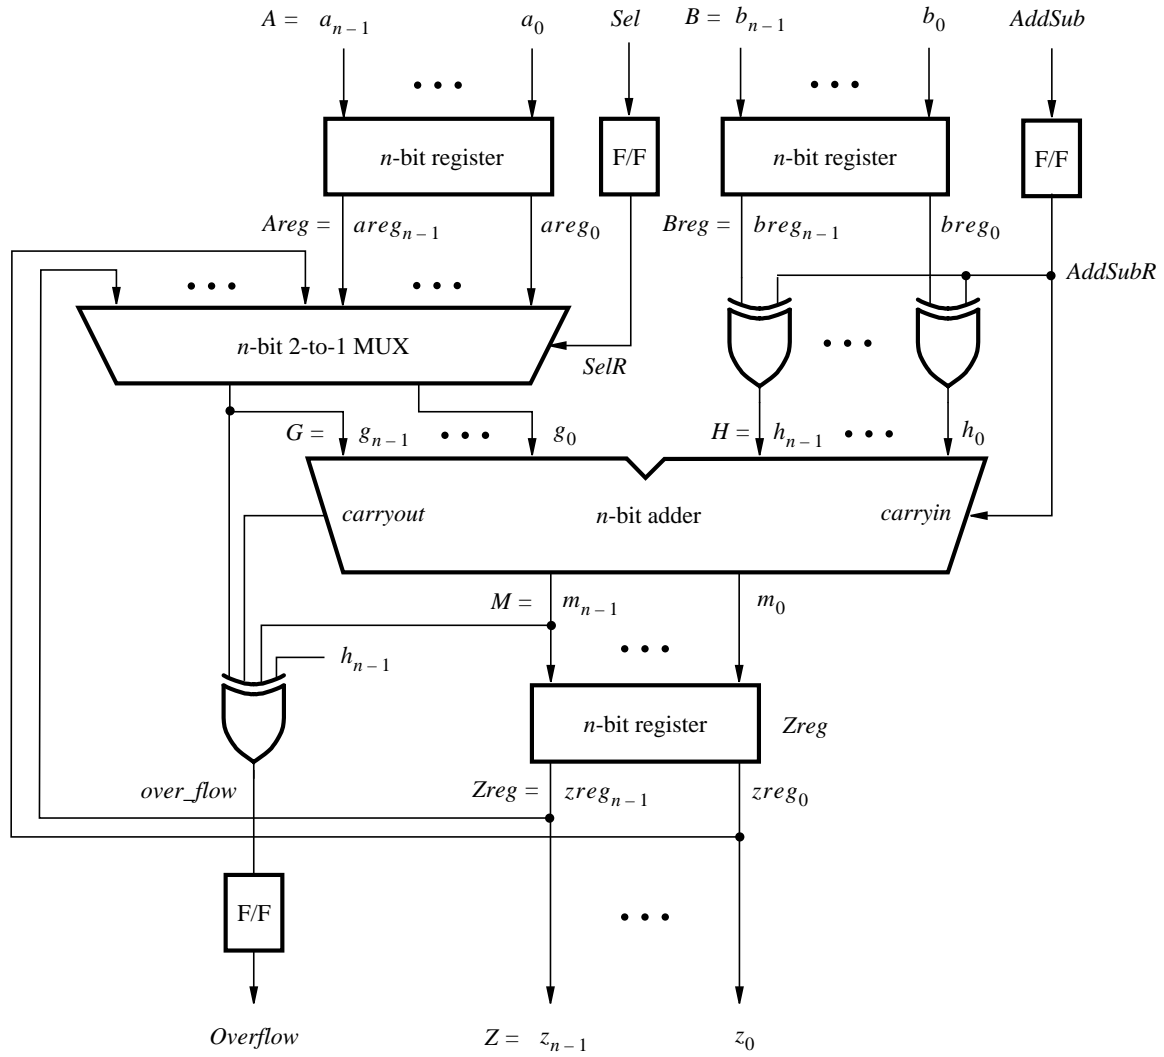 A = a_{n – 1} a_0 Sel B = b_{n – 1} b_0 AddSub
n-bit register F/F n-bit register F/F
Areg = areg_{n – 1} areg_0 Breg = breg_{n – 1} breg_0
AddSubR
n-bit 2-to-1 MUX
SelR
G = g_{n – 1} g_0 H = h_{n – 1} h_0
carryout n-bit adder carryin
M = m_{n – 1} m_0
h_{n – 1}
n-bit register Zreg
over_flow Zreg = zreg_{n – 1} zreg_0
F/F
Overflow Z = z_{n – 1} z_0